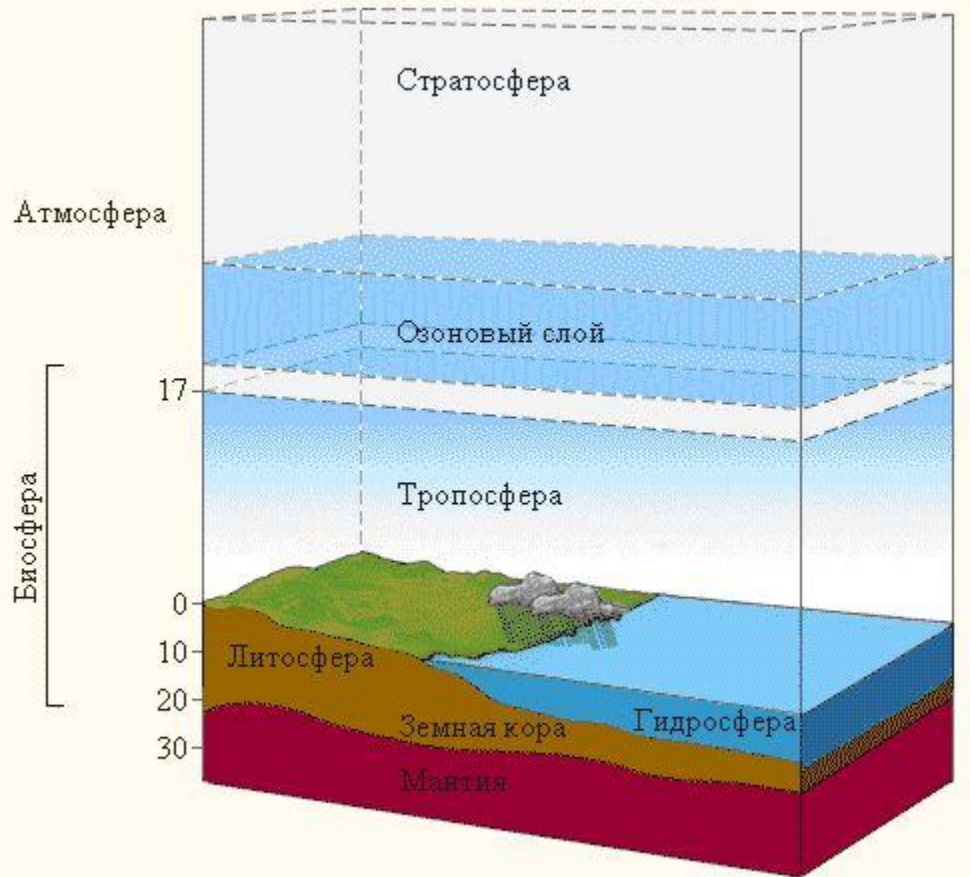 Стратосфера
Атмосфера
Озоновый слой
17
Тропосфера
Биосфера
0
10
Литосфера
20
Земная кора
Гидросфера
30
Мантия